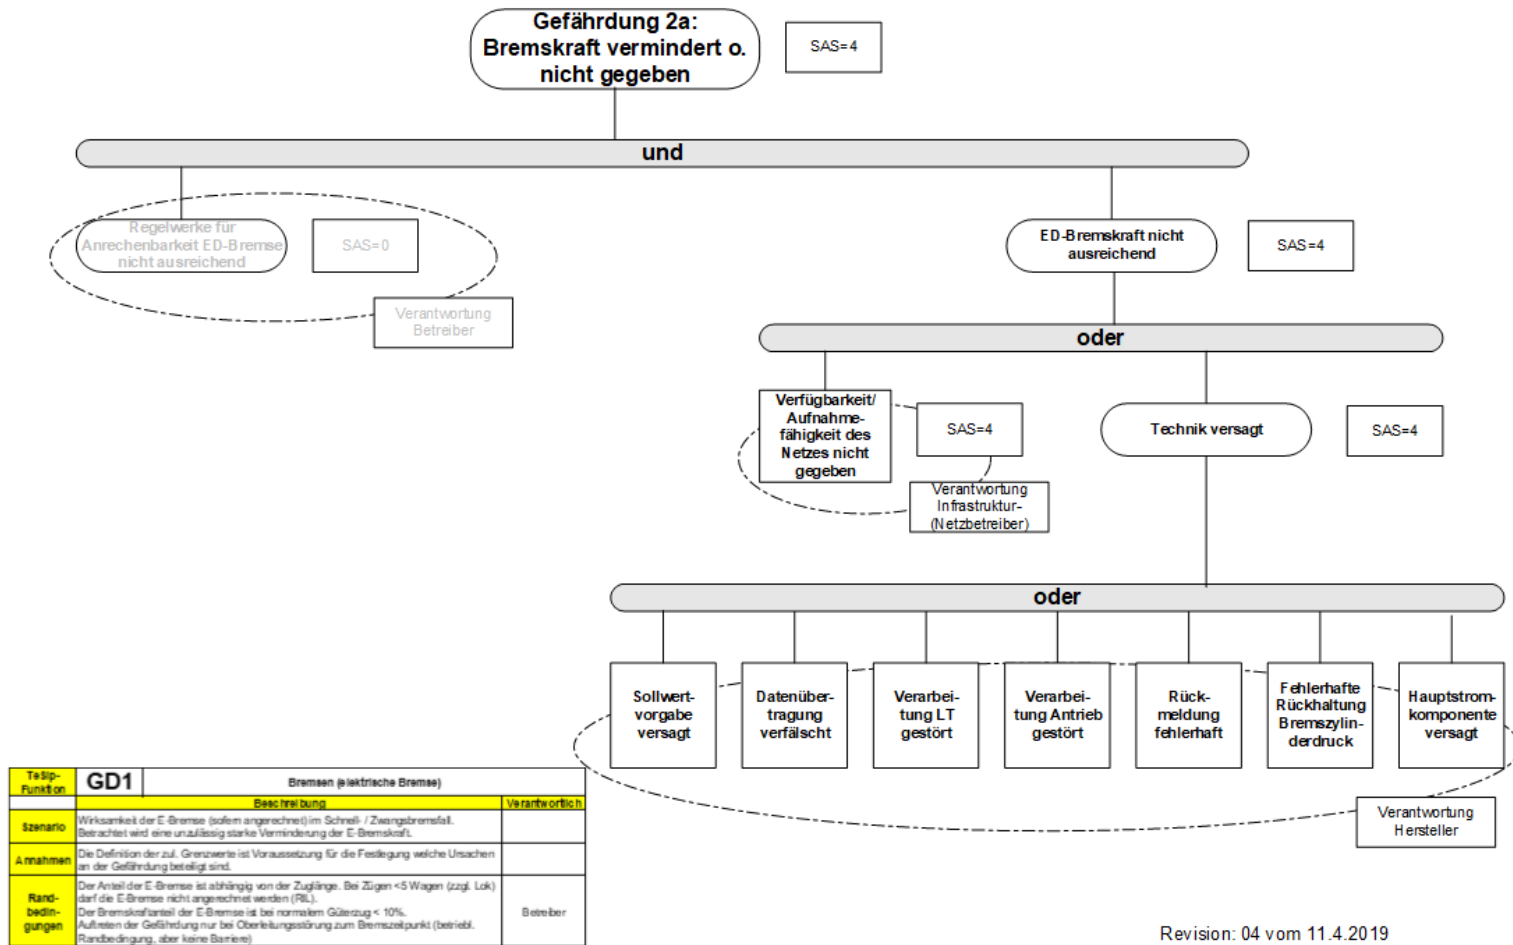 Gefährdung 2a:
Bremskraft vermindert o.
nicht gegeben
SAS=4
und
Regelwerke für
Anrechenbarkeit ED-Bremse
nicht ausreichend
SAS=0
Verantwortung
Betreiber
ED-Bremskraft nicht
ausreichend
SAS=4
oder
Verfügbarkeit/
Aufnahme-
fähigkeit des
Netzes nicht
gegeben
SAS=4
Verantwortung
Infrastruktur-
(Netzbetreiber)
Technik versagt
SAS=4
oder
Sollwert-
vorgabe
versagt
Datenüber-
tragung
verfälscht
Verarbei-
tung LT
gestört
Verarbei-
tung Antrieb
gestört
Rück-
meldung
fehlerhaft
Fehlerhafte
Rückhaltung
Bremszylin-
derdruck
Hauptstrom-
komponente
versagt
Verantwortung
Hersteller
TeSip-
Funktion
GD1
Bremsen (elektrische Bremse)
Beschreibung
Verantwortlich
Szenario
Wirksamkeit der E-Bremse (sofern angerechnet) im Schnell- / Zwangsbremsfall.
Betrachtet wird eine unzulässig starke Verminderung der E-Bremskraft.
Annahmen
Die Definition der zul. Grenzwerte ist Voraussetzung für die Festlegung welche Ursachen
an der Gefährdung beteiligt sind.
Rand-
bedin-
gungen
Der Anteil der E-Bremse ist abhängig von der Zuglänge. Bei Zügen <5 Wagen (zzgl. Lok)
darf die E-Bremse nicht angerechnet werden (RIL).
Der Bremskraftanteil der E-Bremse ist bei normalem Güterzug < 10%.
Auftreten der Gefährdung nur bei Oberleitungsstörung zum Bremszeitpunkt (betriebl.
Randbedingung, aber keine Barriere)
Betreiber
Revision: 04 vom 11.4.2019